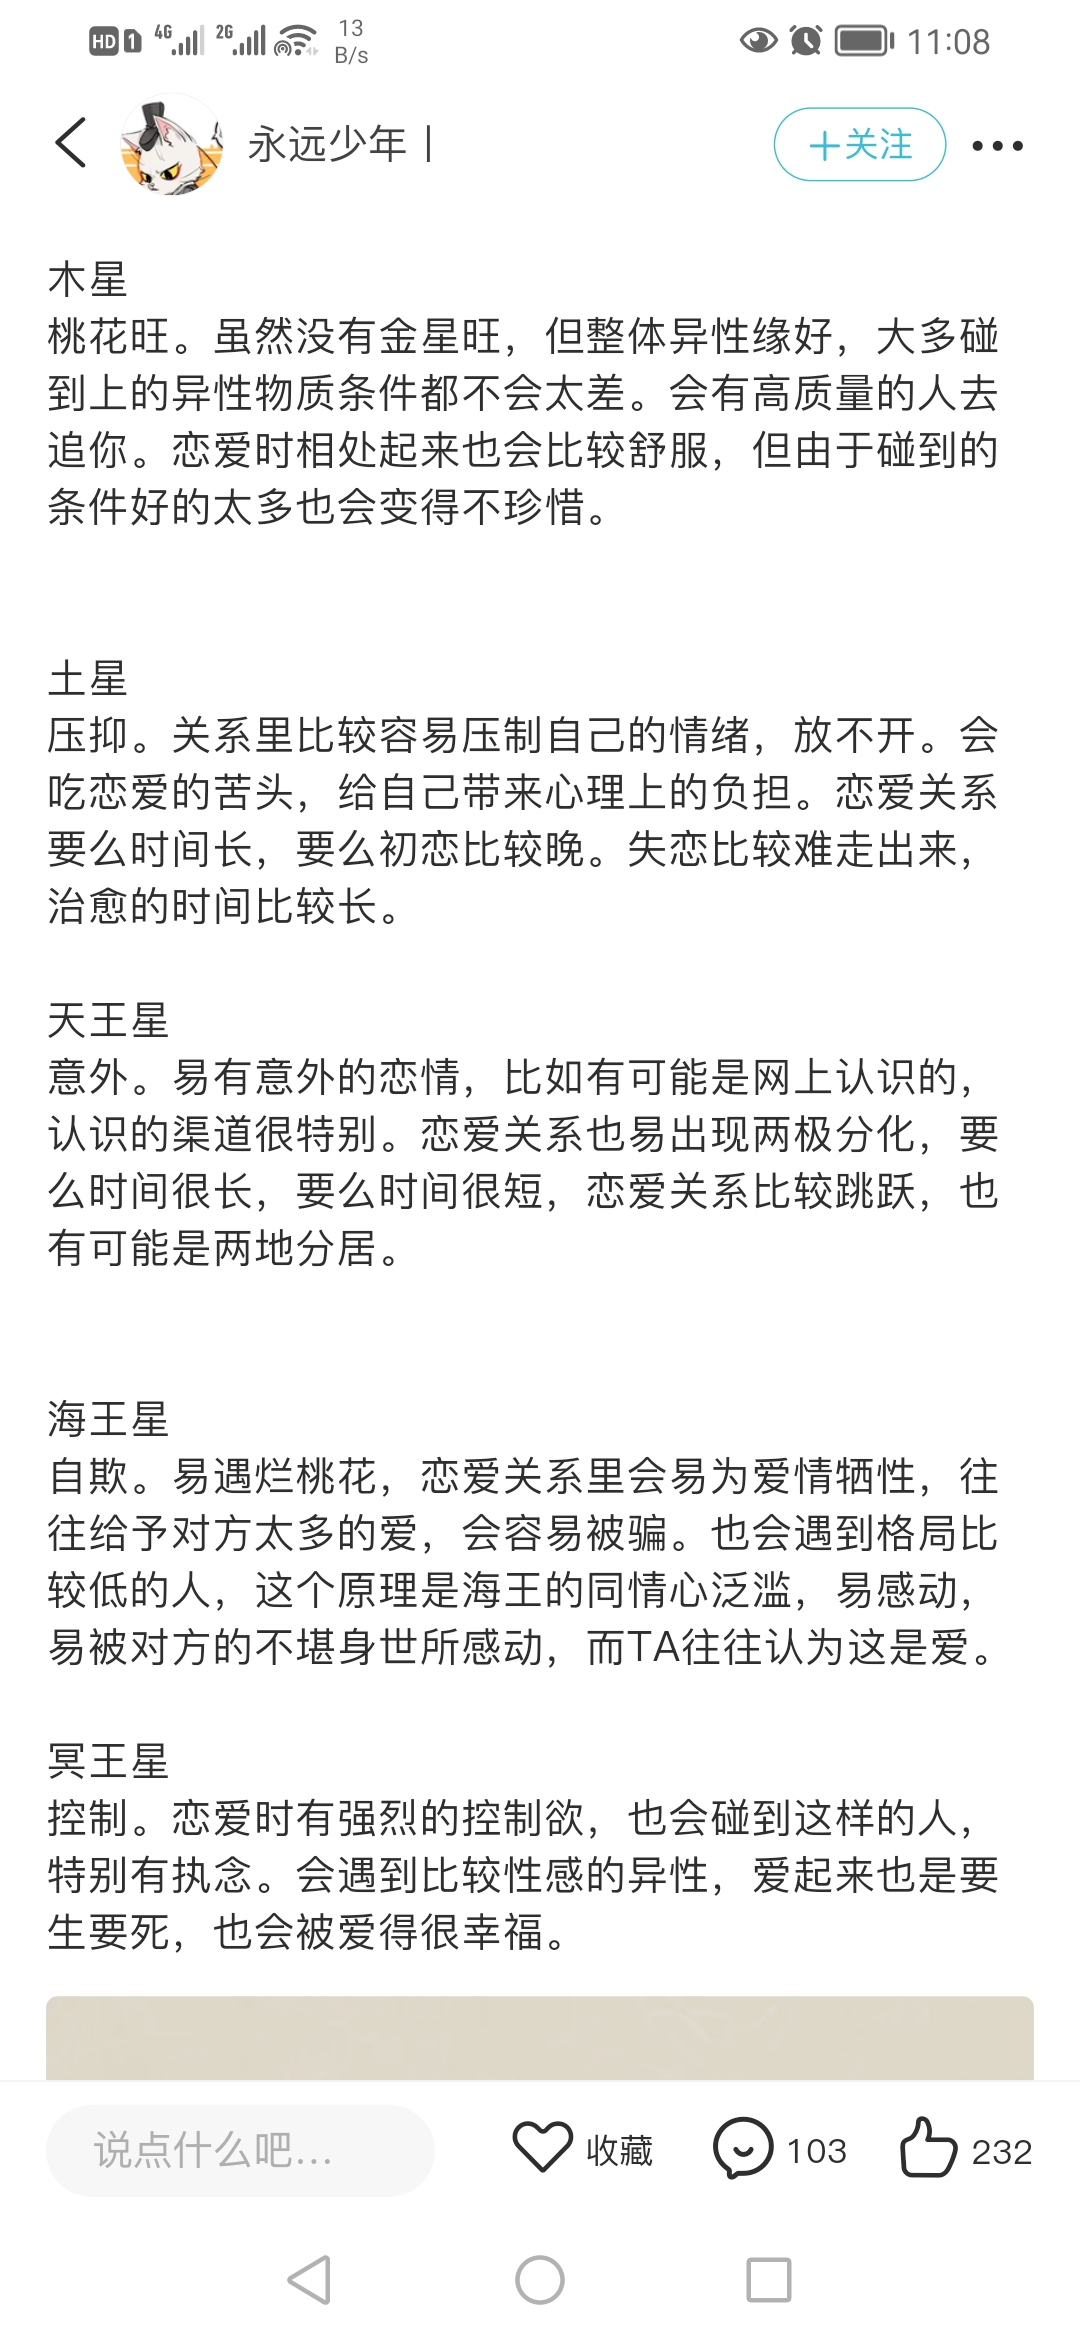 HD 1 4G 2G 13 B/s 11:08
永远少年丨 +关注
木星
桃花旺。虽然没有金星旺，但整体异性缘好，大多碰
到上的异性物质条件都不会太差。会有高质量的人去
追你。恋爱时相处起来也会比较舒服，但由于碰到的
条件好的太多也会变得不珍惜。
土星
压抑。关系里比较容易压制自己的情绪，放不开。会
吃恋爱的苦头，给自己带来心理上的负担。恋爱关系
要么时间长，要么初恋比较晚。失恋比较难走出来，
治愈的时间比较长。
天王星
意外。易有意外的恋情，比如有可能是网上认识的，
认识的渠道很特别。恋爱关系也易出现两极分化，要
么时间很长，要么时间很短，恋爱关系比较跳跃，也
有可能是两地分居。
海王星
自欺。易遇烂桃花，恋爱关系里会易为爱情牺牲，往
往给予对方太多的爱，会容易被骗。也会遇到格局比
较低的人，这个原理是海王的同情心泛滥，易感动，
易被对方的不堪身世所感动，而TA往往认为这是爱。
冥王星
控制。恋爱时有强烈的控制欲，也会碰到这样的人，
特别有执念。会遇到比较性感的异性，爱起来也是要
生要死，也会被爱得很幸福。
说点什么吧... 收藏 103 232